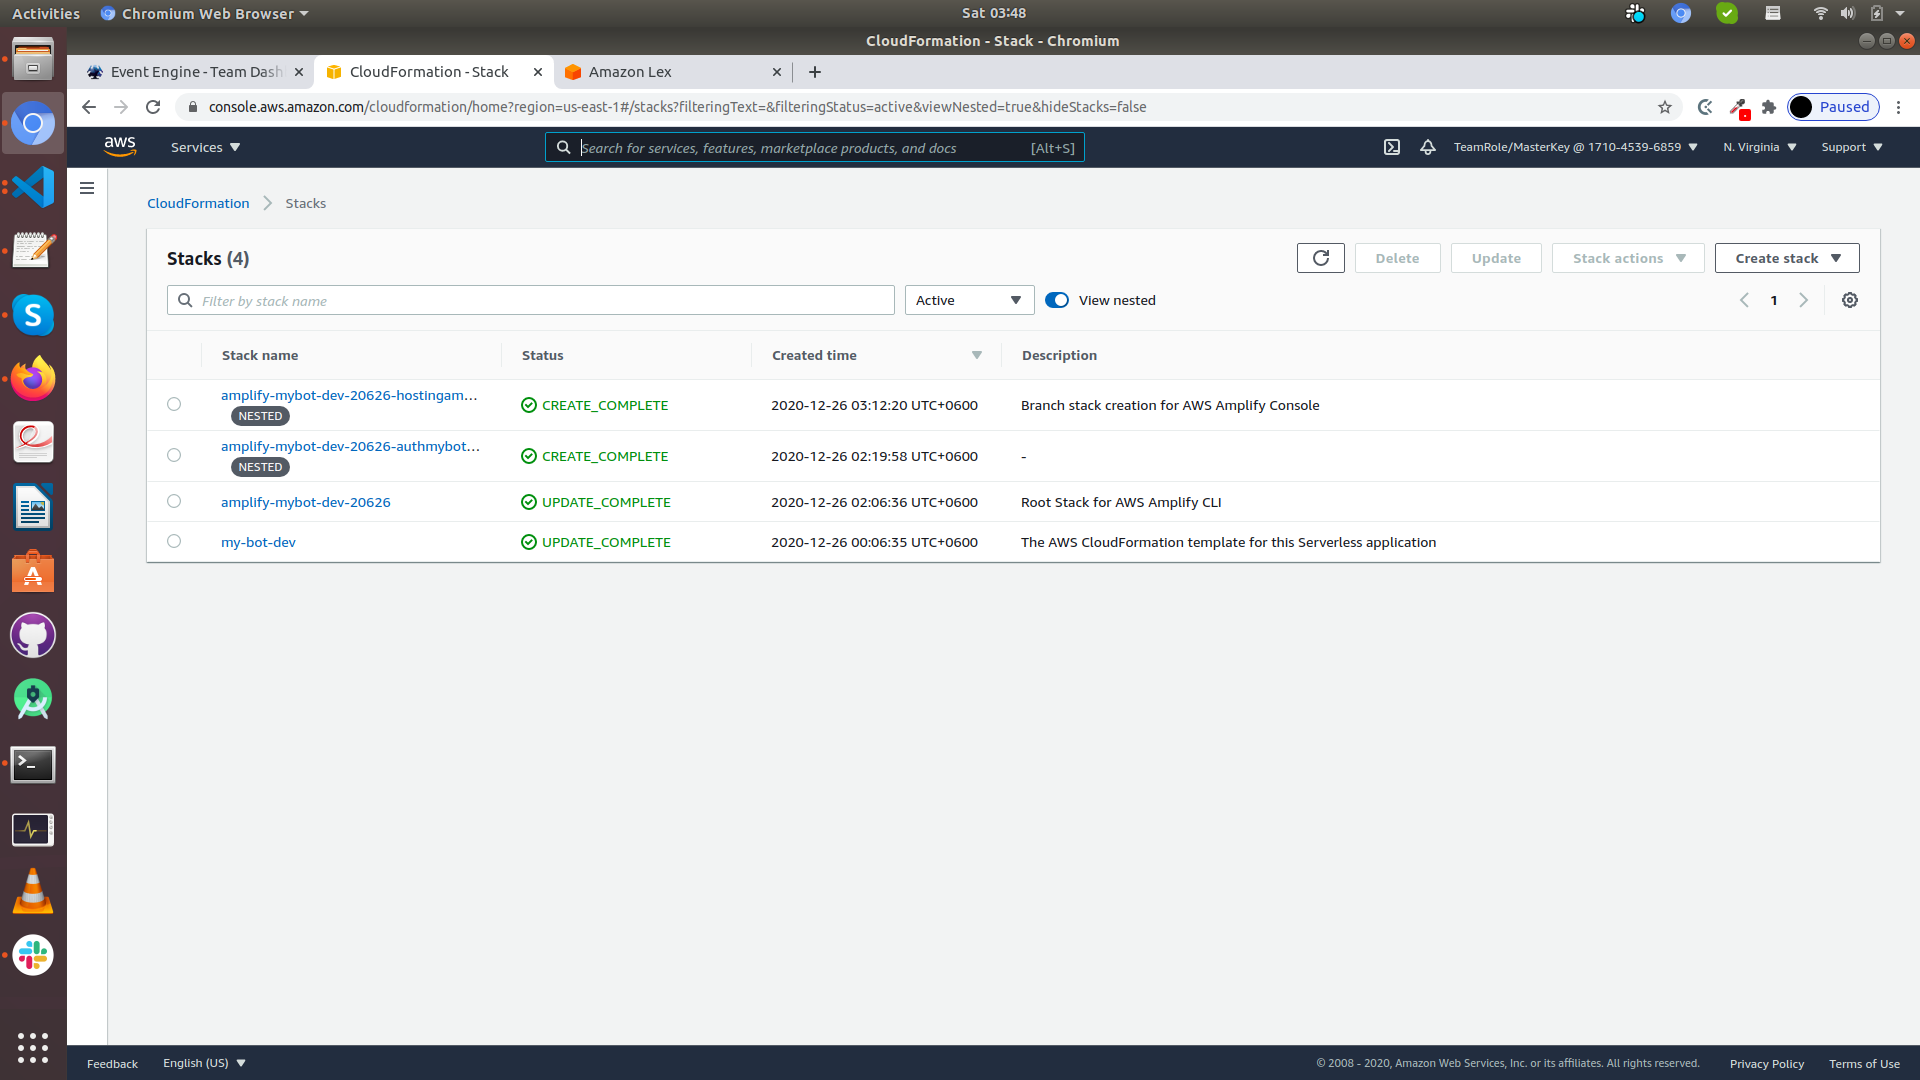 Activities
Chromium Web Browser
Sat 03:48
CloudFormation - Stack - Chromium
Event Engine - Team Dash
CloudFormation - Stack
Amazon Lex
console.aws.amazon.com/cloudformation/home?region=us-east-1#/stacks?filteringText=&filteringStatus=active&viewNested=true&hideStacks=false
Paused
aws
Services
Search for services, features, marketplace products, and docs
[Alt+S]
TeamRole/MasterKey @ 1710-4539-6859
N. Virginia
Support
CloudFormation
Stacks
Stacks (4)
Delete
Update
Stack actions
Create stack
Filter by stack name
Active
View nested
1
Stack name
Status
Created time
Description
amplify-mybot-dev-20626-hostingam...
NESTED
CREATE_COMPLETE
2020-12-26 03:12:20 UTC+0600
Branch stack creation for AWS Amplify Console
amplify-mybot-dev-20626-authmybot...
NESTED
CREATE_COMPLETE
2020-12-26 02:19:58 UTC+0600
-
amplify-mybot-dev-20626
UPDATE_COMPLETE
2020-12-26 02:06:36 UTC+0600
Root Stack for AWS Amplify CLI
my-bot-dev
UPDATE_COMPLETE
2020-12-26 00:06:35 UTC+0600
The AWS CloudFormation template for this Serverless application
Feedback
English (US)
© 2008 - 2020, Amazon Web Services, Inc. or its affiliates. All rights reserved.
Privacy Policy
Terms of Use